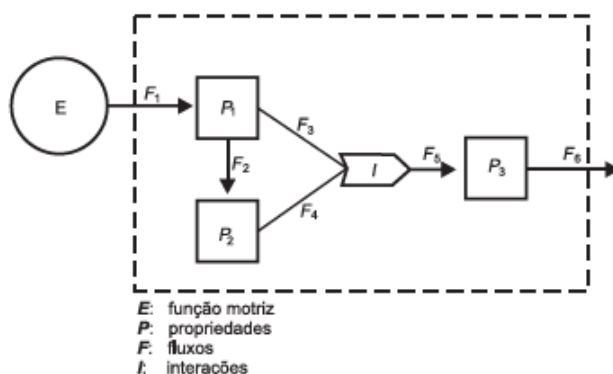 E
F1
P1
F3
F2
I
F5
P3
F6
P2
F4
E: função motriz
P: propriedades
F: fluxos
I: interações